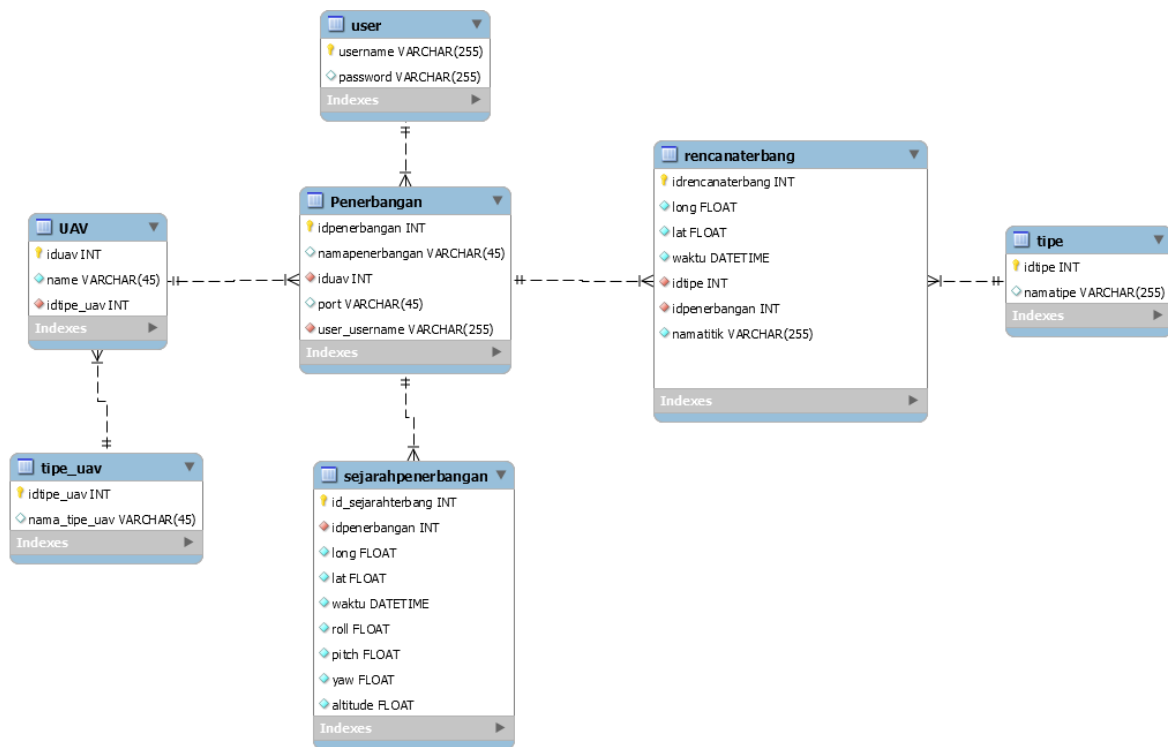 user
username VARCHAR(255)
password VARCHAR(255)
Indexes
rencanaterbang
idrencanaterbang INT
long FLOAT
lat FLOAT
waktu DATETIME
idtipe INT
idpenerbangan INT
namatitik VARCHAR(255)
Indexes
Penerbangan
idpenerbangan INT
namapenerbangan VARCHAR(45)
iduav INT
port VARCHAR(45)
user_username VARCHAR(255)
Indexes
UAV
iduav INT
name VARCHAR(45)
idtipe_uav INT
Indexes
tipe
idtipe INT
namatipe VARCHAR(255)
Indexes
tipe_uav
idtipe_uav INT
nama_tipe_uav VARCHAR(45)
Indexes
sejarahpenerbangan
id_sejarahterbang INT
idpenerbangan INT
long FLOAT
lat FLOAT
waktu DATETIME
roll FLOAT
pitch FLOAT
yaw FLOAT
altitude FLOAT
Indexes